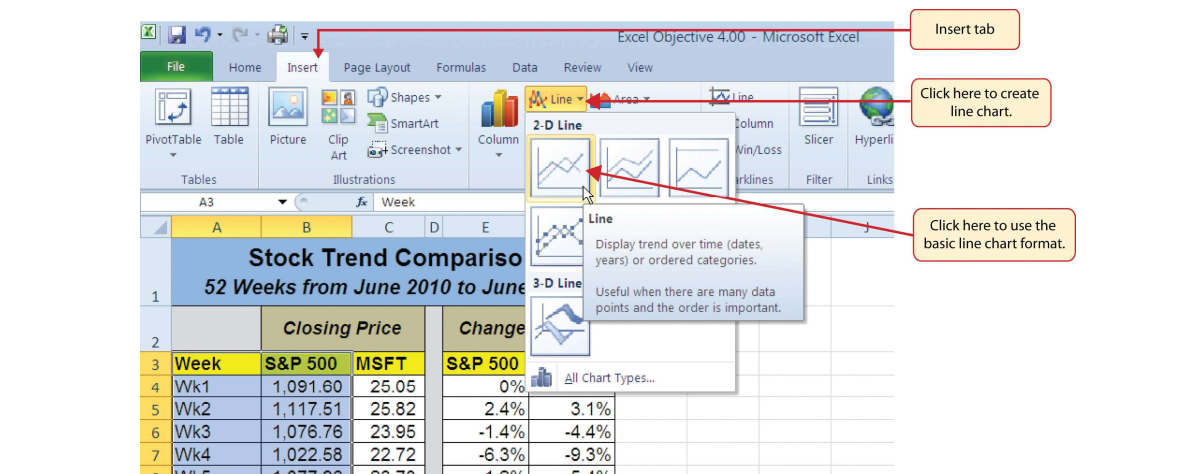 Excel Objective 4.00 - Microsoft Excel
Insert tab
File Home Insert Page Layout Formulas Data Review View
Click here to create
line chart.
PivotTable Table Picture Clip Art Shapes SmartArt Screenshot Column Line Area Line Column Win/Loss Slicer
Tables Illustrations Filter Links
2-D Line
A3 fx Week
Line
Display trend over time (dates,
years) or ordered categories.
Useful when there are many data
points and the order is important.
Click here to use the
basic line chart format.
3-D Line
All Chart Types...
A B C D E J
1 Stock Trend Compariso
52 Weeks from June 2010 to June
2 Closing Price Change
3 Week S&P 500 MSFT S&P 500
4 Wk1 1,091.60 25.05 0%
5 Wk2 1,117.51 25.82 2.4% 3.1%
6 Wk3 1,076.76 23.95 -1.4% -4.4%
7 Wk4 1,022.58 22.72 -6.3% -9.3%